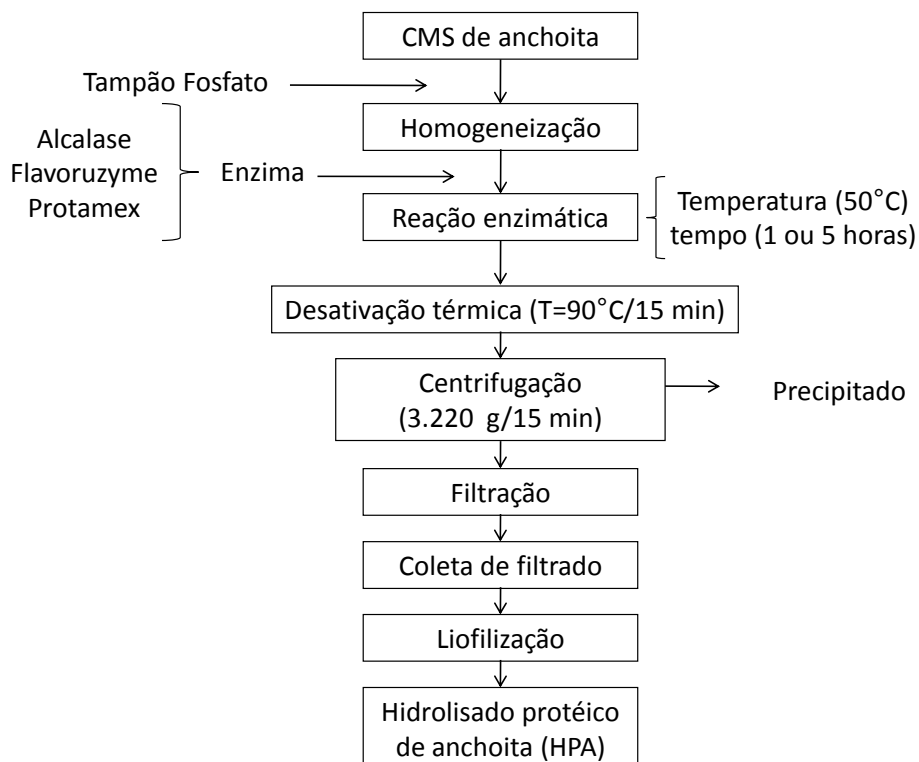 CMS de anchoita
Tampão Fosfato
Homogeneização
Alcalase
Flavoruzyme
Protamex
Enzima
Reação enzimática
Temperatura (50°C)
tempo (1 ou 5 horas)
Desativação térmica (T=90°C/15 min)
Centrifugação
(3.220 g/15 min)
Precipitado
Filtração
Coleta de filtrado
Liofilização
Hidrolisado protéico
de anchoita (HPA)